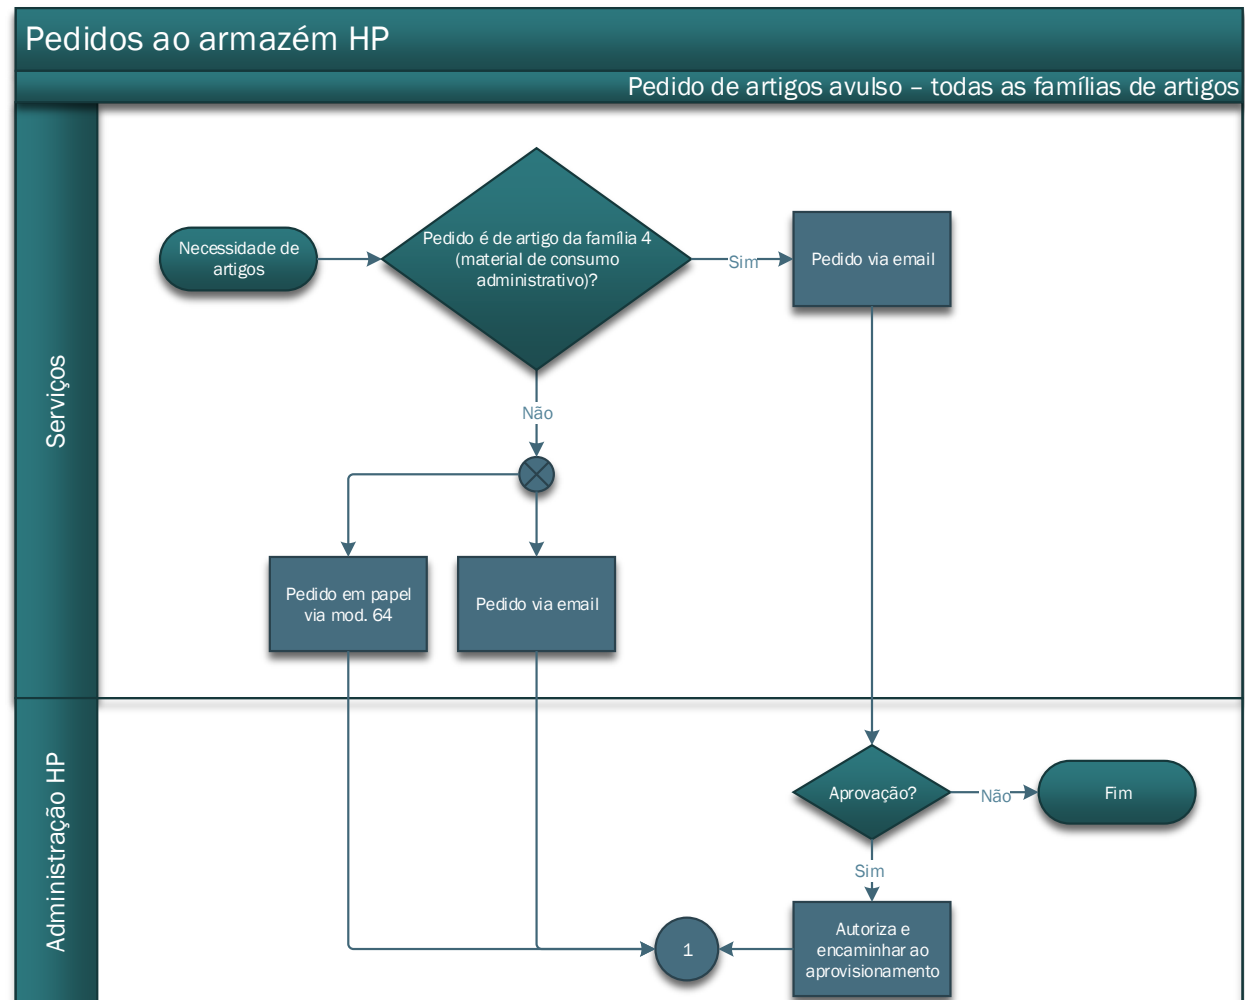 Pedidos ao armazém HP
Pedido de artigos avulso – todas as famílias de artigos
Serviços
Necessidade de
artigos
Pedido é de artigo da família 4
(material de consumo
administrativo)?
Sim
Pedido via email
Não
Pedido em papel
via mod. 64
Pedido via email
Administração HP
Aprovação?
Não
Fim
Sim
Autoriza e
encaminhar ao
aprovisionamento
1